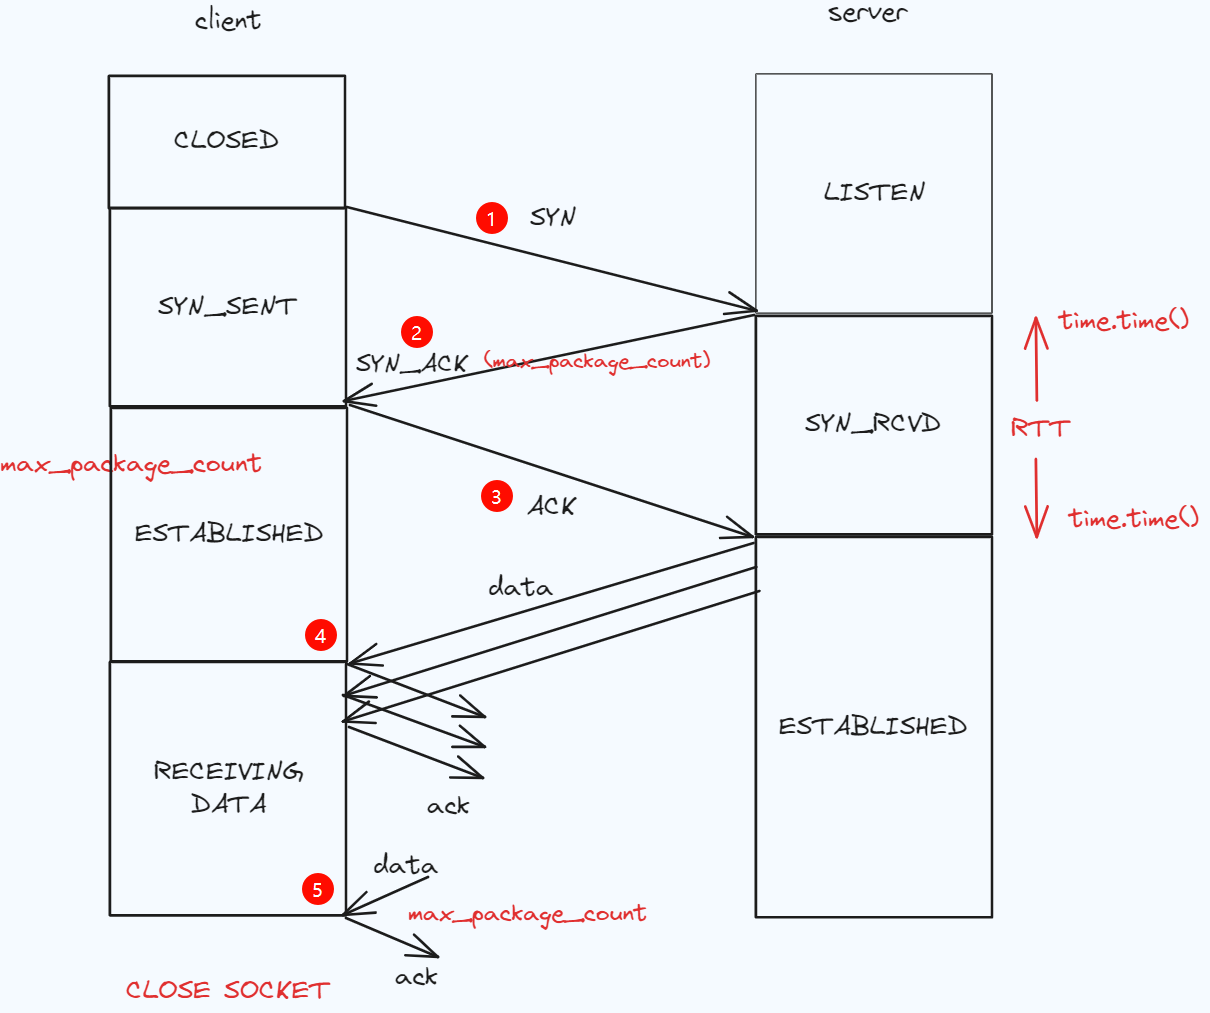 client
server
CLOSED
LISTEN
1 SYN
SYN_SENT
time.time()
2
SYN_ACK (max_package_count)
SYN_RCVD
RTT
max_package_count
3 ACK
time.time()
ESTABLISHED
data
4
ESTABLISHED
RECEIVING
DATA
ack
data
5
max_package_count
ack
CLOSE SOCKET